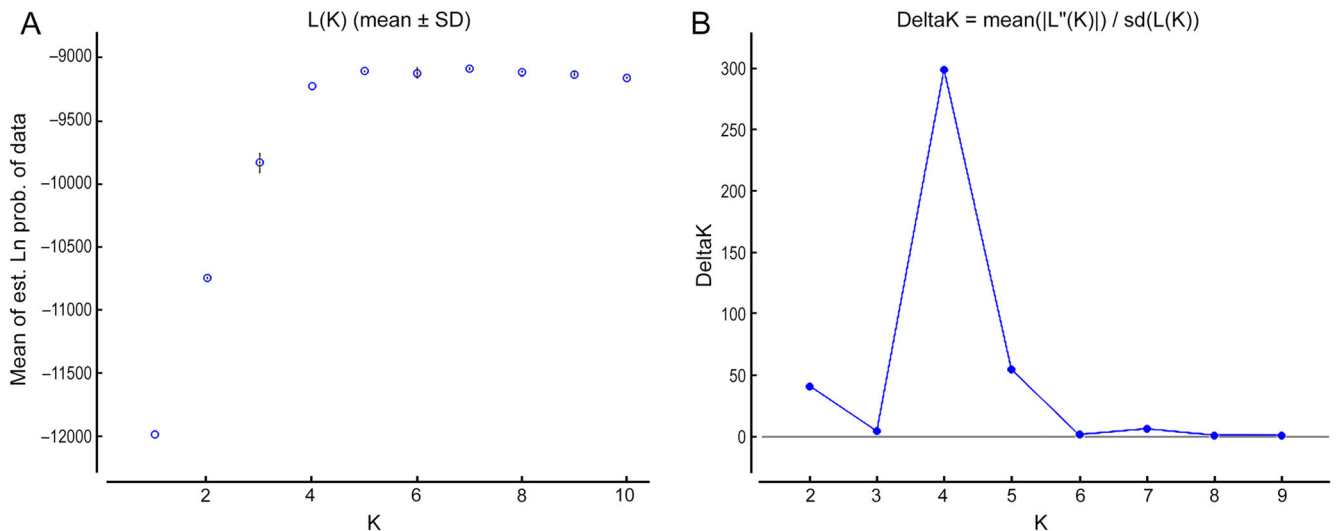 A
L(K) (mean ± SD)
Mean of est. Ln prob. of data
–9000
–9500
–10000
–10500
–11000
–11500
–12000
2 4 6 8 10
K
B
DeltaK = mean(|L"(K)|) / sd(L(K))
DeltaK
300
250
200
150
100
50
0
2 3 4 5 6 7 8 9
K